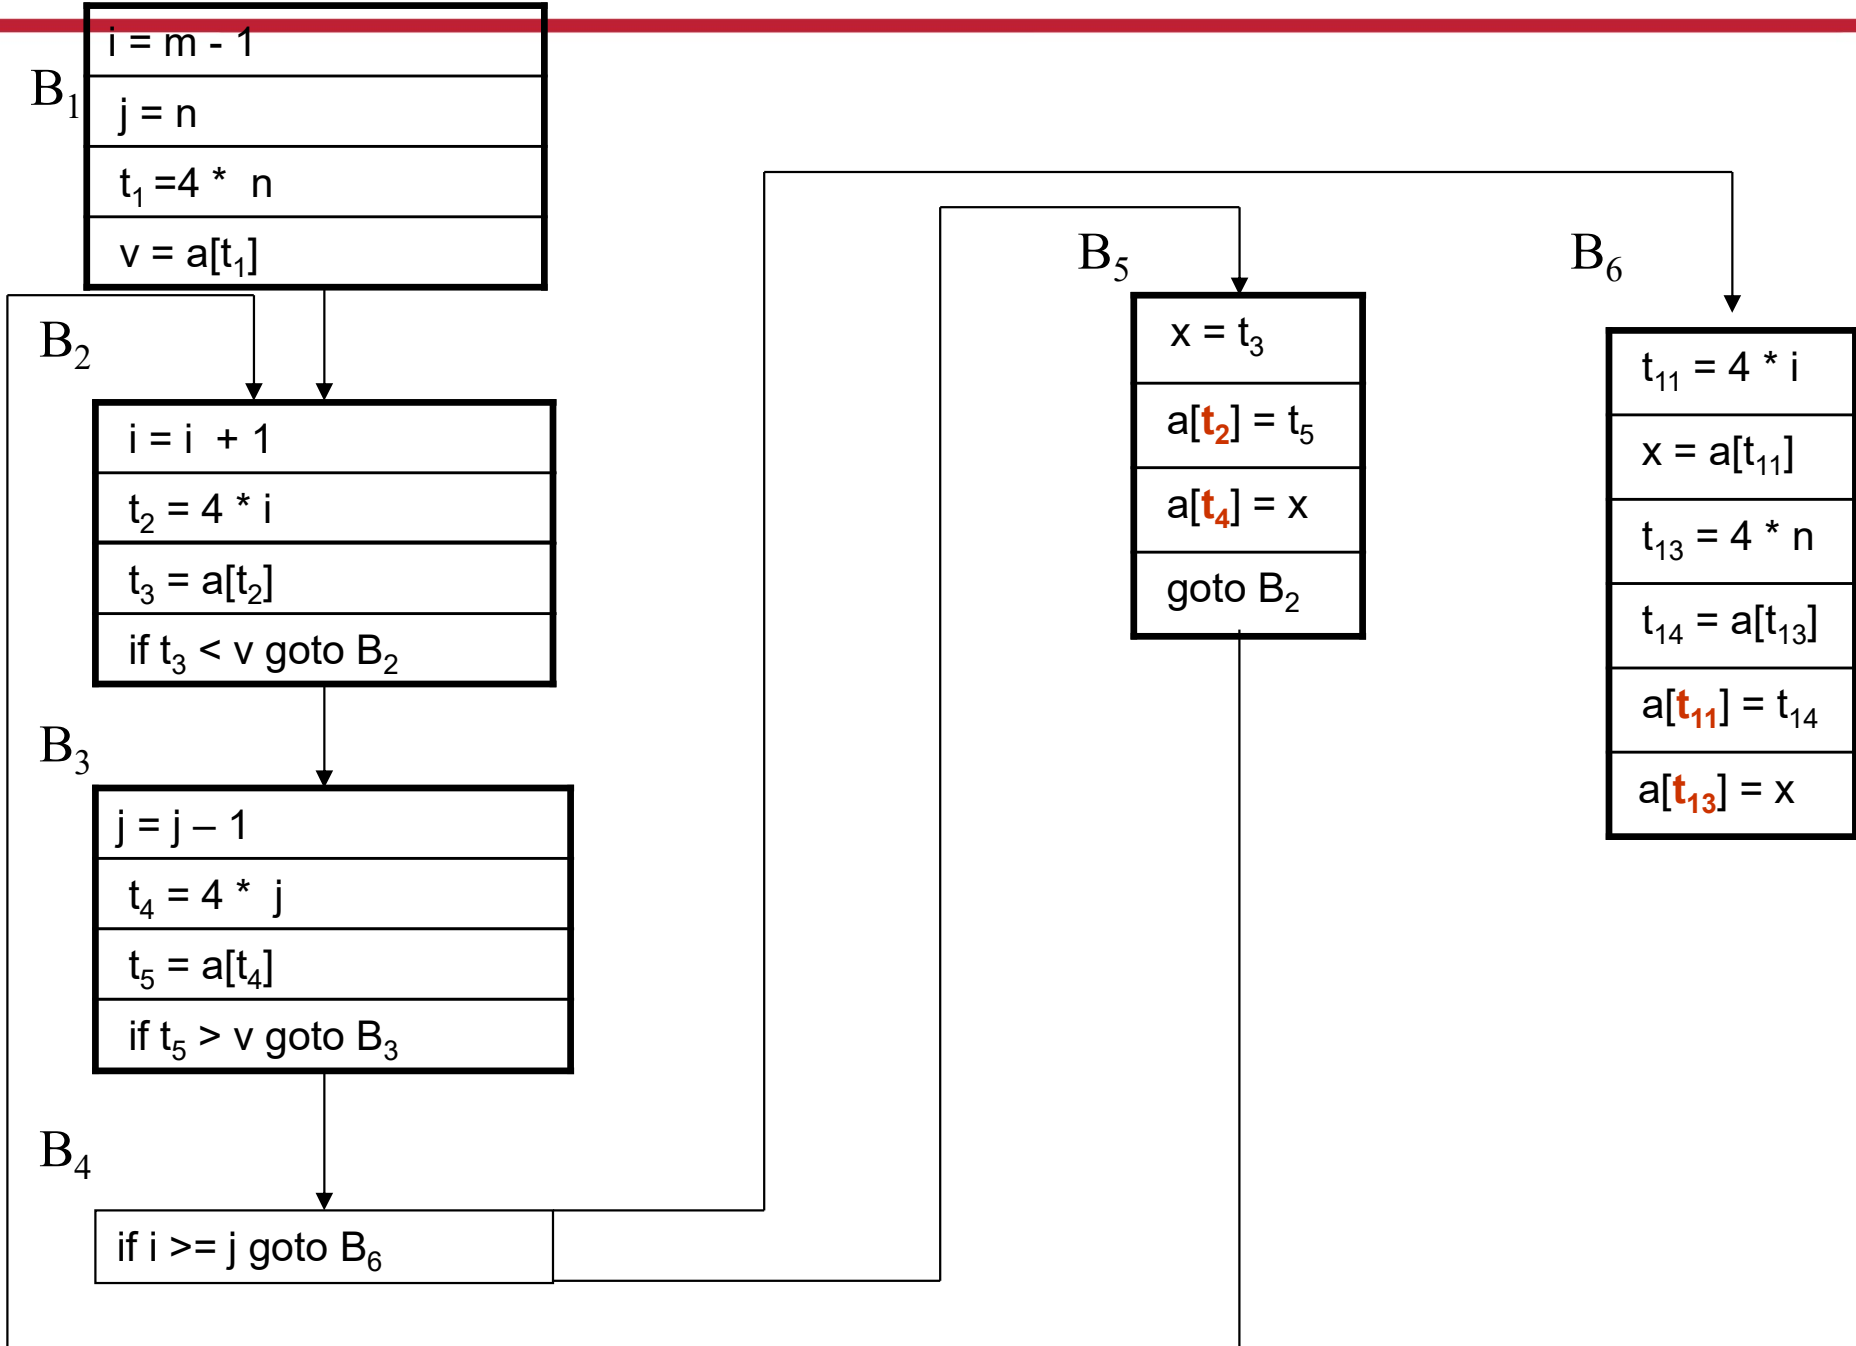 B₁
i = m - 1
j = n
t₁ =4 * n
v = a[t₁]
B₂
i = i + 1
t₂ = 4 * i
t₃ = a[t₂]
if t₃ < v goto B₂
B₃
j = j – 1
t₄ = 4 * j
t₅ = a[t₄]
if t₅ > v goto B₃
B₄
if i >= j goto B₆
B₅
x = t₃
a[t₂] = t₅
a[t₄] = x
goto B₂
B₆
t₁₁ = 4 * i
x = a[t₁₁]
t₁₃ = 4 * n
t₁₄ = a[t₁₃]
a[t₁₁] = t₁₄
a[t₁₃] = x